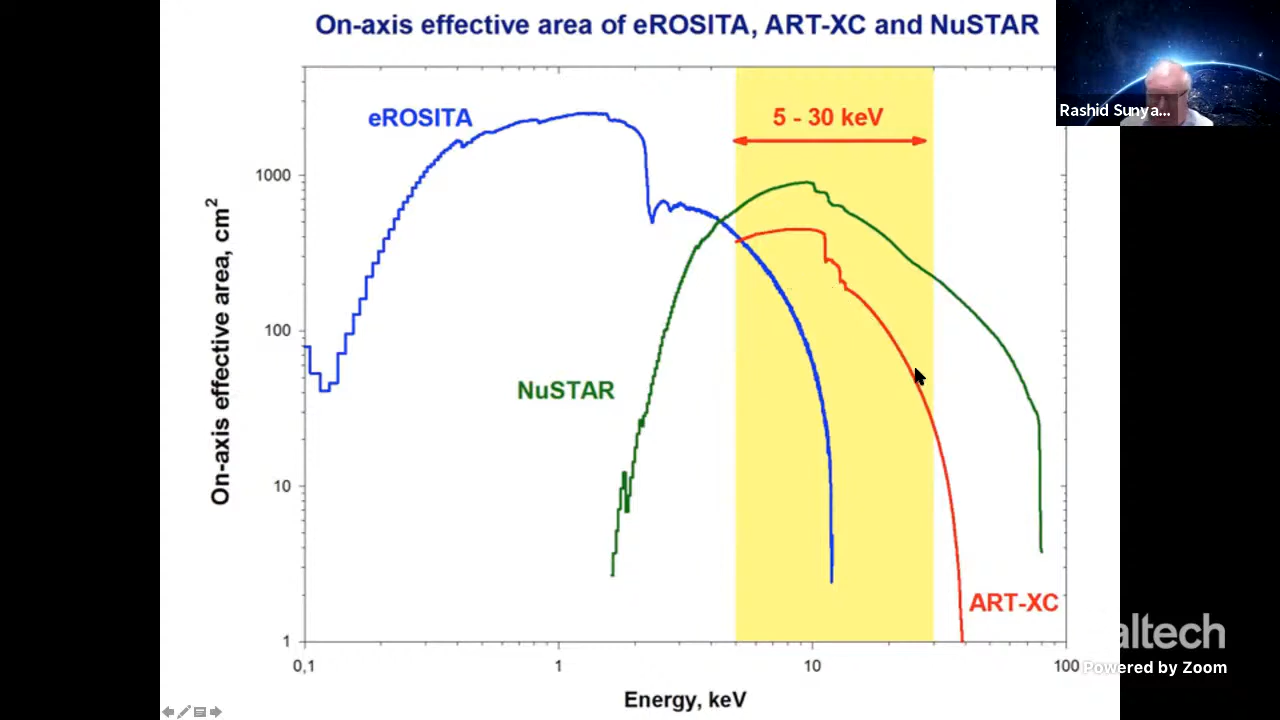 On-axis effective area of eROSITA, ART-XC and NuSTAR
Rashid Sunya...
eROSITA
5 - 30 keV
1000
On-axis effective area, cm²
100
NuSTAR
10
ART-XC
1
altech
0,1 1 10 100
Powered by Zoom
Energy, keV